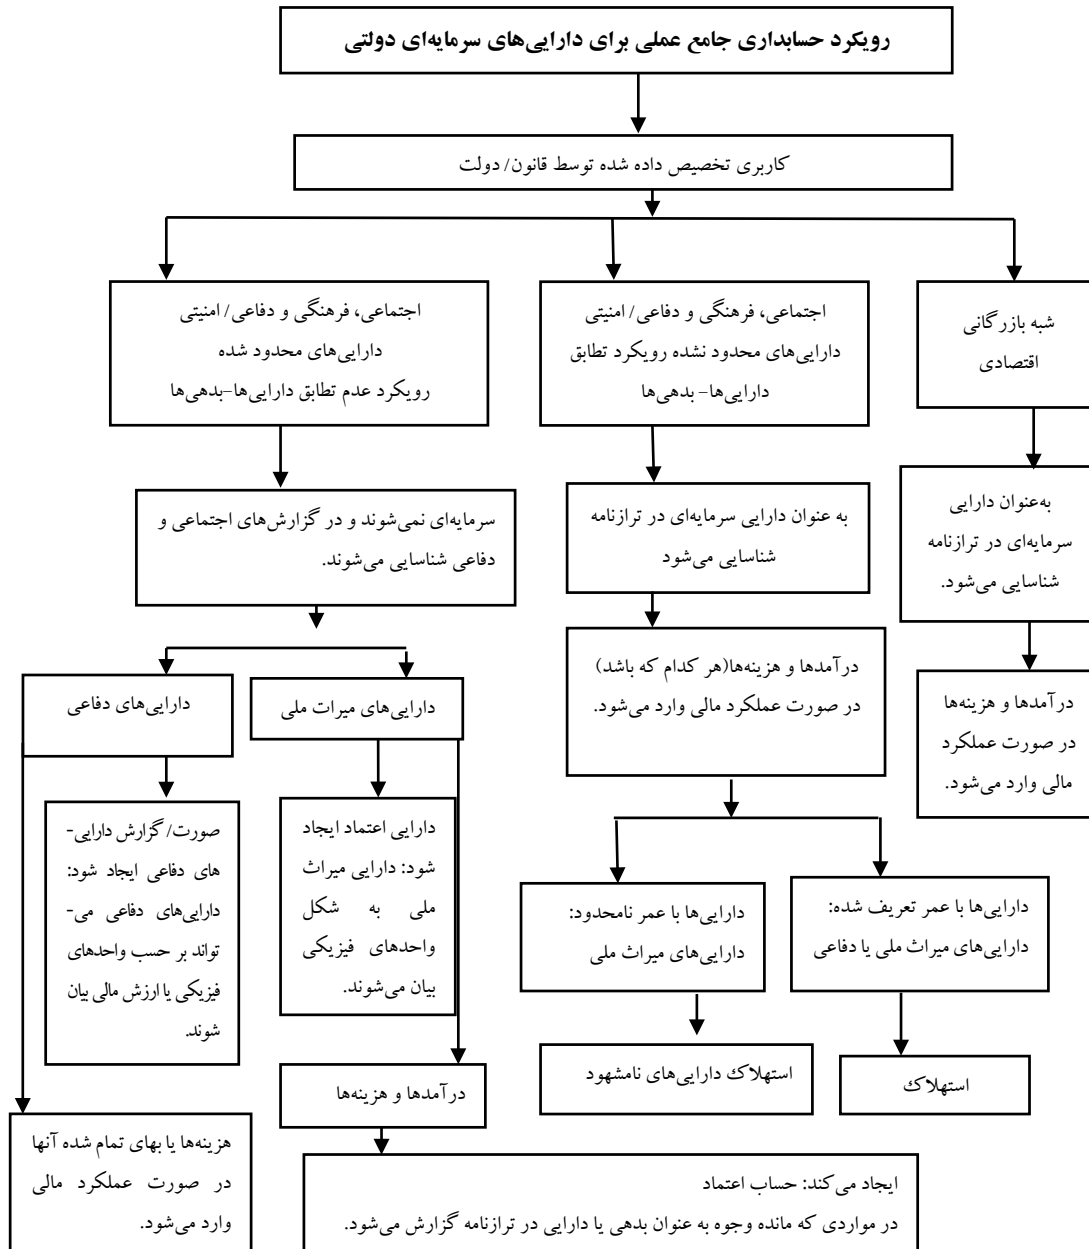 رویکرد حسابداری جامع عملی برای دارایی‌های سرمایه‌ای دولتی
کاربری تخصیص داده شده توسط قانون/ دولت
شبه بازرگانی
اقتصادی
اجتماعی، فرهنگی و دفاعی/ امنیتی
دارایی‌های محدود نشده رویکرد تطابق
دارایی‌ها- بدهی‌ها
اجتماعی، فرهنگی و دفاعی/ امنیتی
دارایی‌های محدود شده
رویکرد عدم تطابق دارایی‌ها-بدهی‌ها
به‌عنوان دارایی
سرمایه‌ای در ترازنامه
شناسایی می‌شود.
به عنوان دارایی سرمایه‌ای در ترازنامه
شناسایی می‌شود
سرمایه‌ای نمی‌شوند و در گزارش‌های اجتماعی و
دفاعی شناسایی می‌شوند.
درآمدها و هزینه‌ها
در صورت عملکرد
مالی وارد می‌شود.
درآمدها و هزینه‌ها(هر کدام که باشد)
در صورت عملکرد مالی وارد می‌شود.
دارایی‌های میراث ملی
دارایی‌های دفاعی
دارایی اعتماد ایجاد
شود: دارایی میراث
ملی به شکل
واحدهای فیزیکی
بیان می‌شوند.
صورت/ گزارش دارایی-
های دفاعی ایجاد شود:
دارایی‌های دفاعی می-
تواند بر حسب واحدهای
فیزیکی یا ارزش مالی بیان
شوند.
دارایی‌ها با عمر تعریف شده:
دارایی‌های میراث ملی یا دفاعی
دارایی‌ها با عمر نامحدود:
دارایی‌های میراث ملی
استهلاک
استهلاک دارایی‌های نامشهود
درآمدها و هزینه‌ها
هزینه‌ها یا بهای تمام شده آنها
در صورت عملکرد مالی
وارد می‌شود.
ایجاد می‌کند: حساب اعتماد
در مواردی که مانده وجوه به عنوان بدهی یا دارایی در ترازنامه گزارش می‌شود.